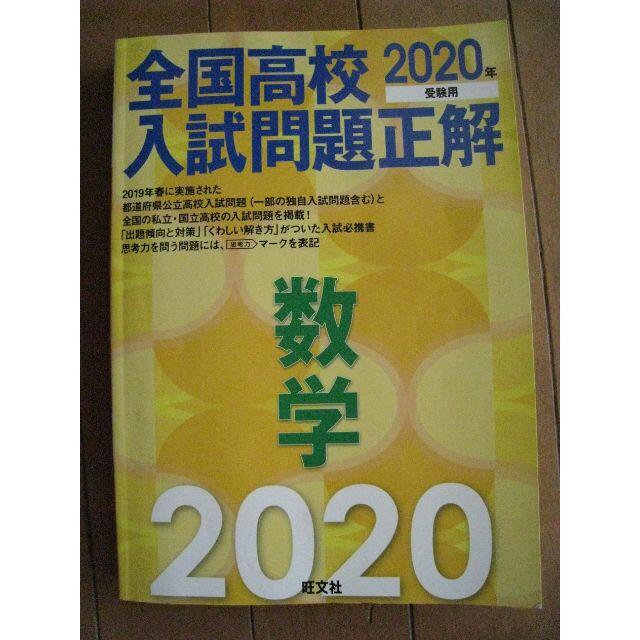 全国高校
2020年
受験用
入試問題正解
2019年春に実施された
都道府県公立高校入試問題(一部の独自入試問題含む)と
全国の私立・国立高校の入試問題を掲載!
「出題傾向と対策」「くわしい解き方」がついた入試必携書
思考力を問う問題には、思考力マークを表記
数
学
2020
旺文社